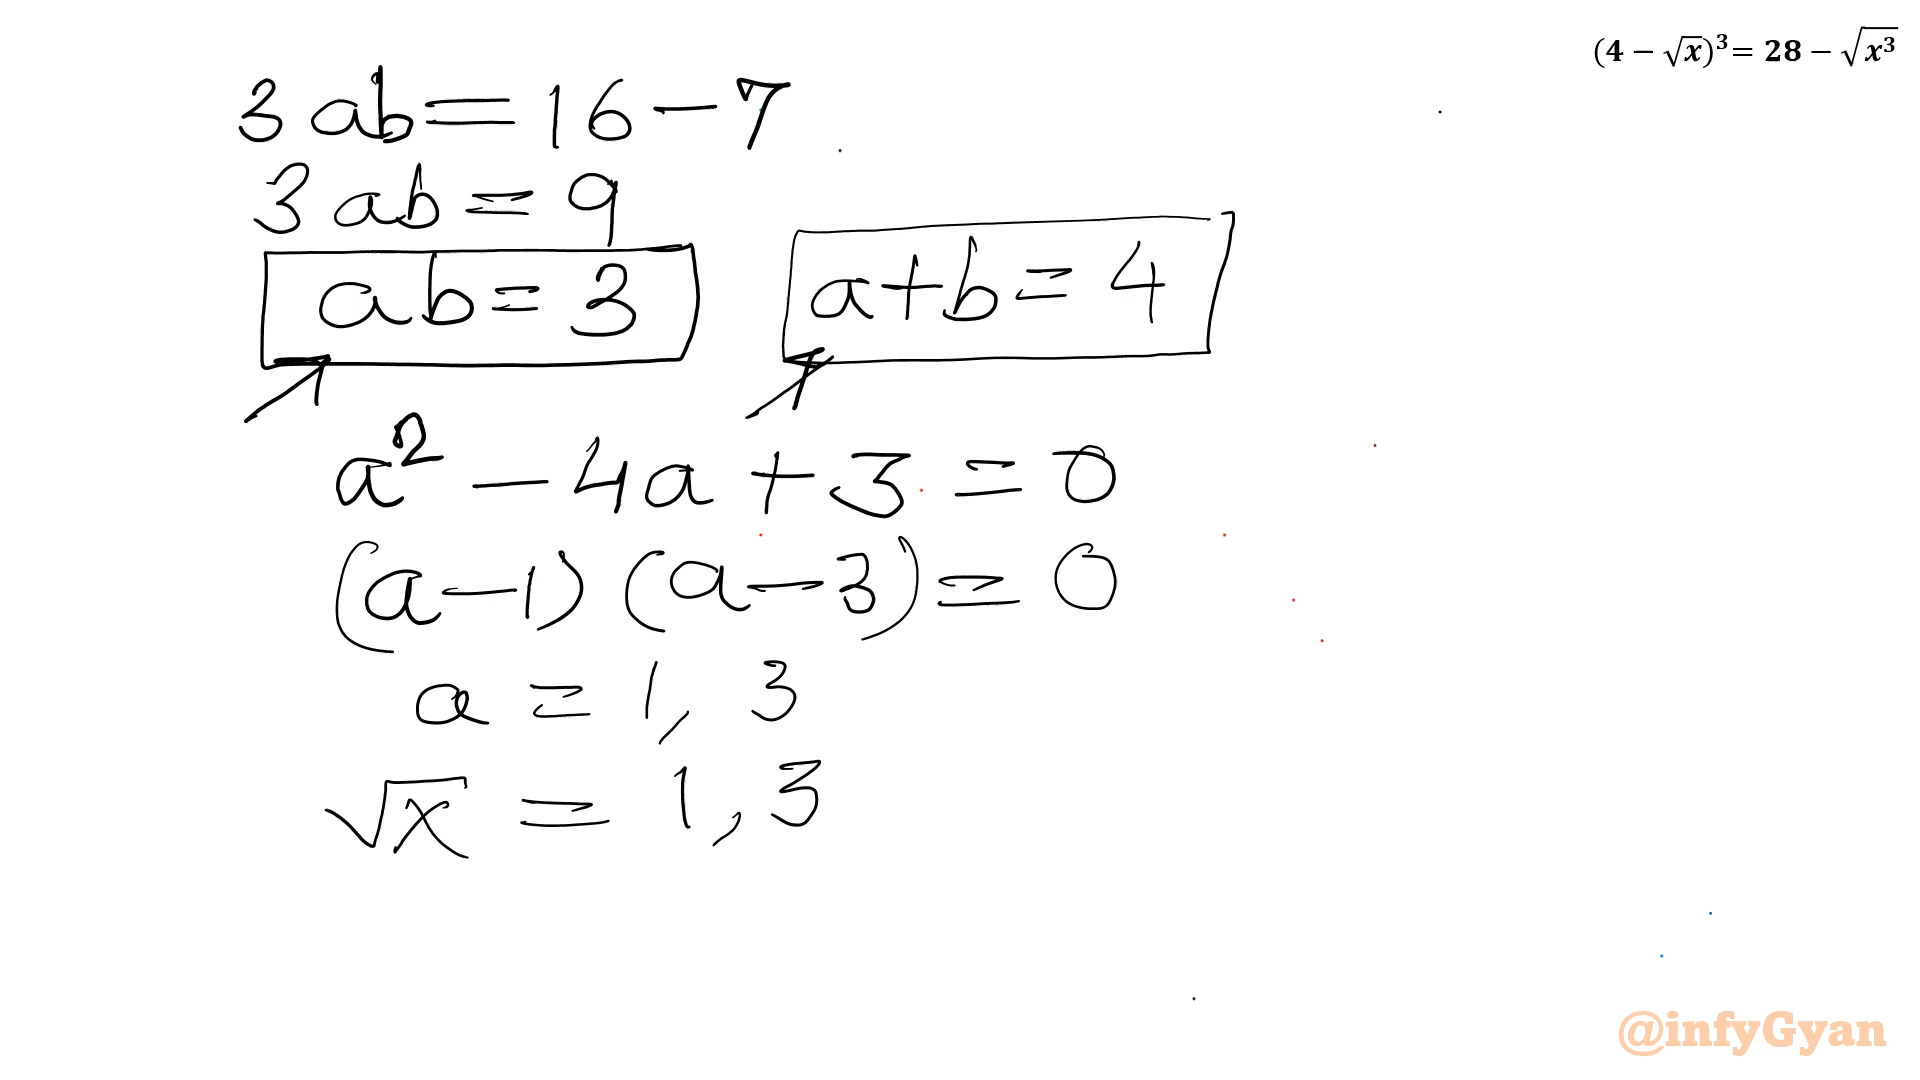 (4 − √x)³= 28 − √x³
3ab = 16 − 7
3ab = 9
ab = 3 a+b = 4
a² − 4a + 3 = 0
(a−1) (a−3) = 0
a = 1, 3
√x = 1, 3
@infyGyan